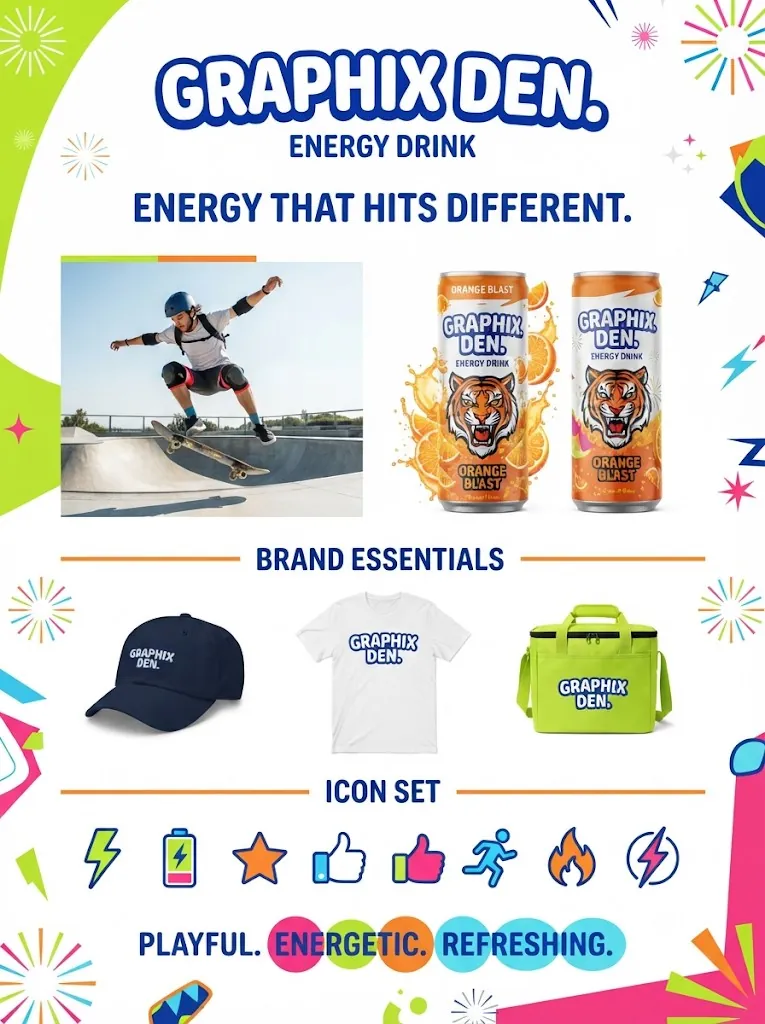 GRAPHIX DEN.
ENERGY DRINK
ENERGY THAT HITS DIFFERENT.
ORANGE BLAST
GRAPHIX
DEN.
ENERGY DRINK
ORANGE
BLAST
GRAPHIX
DEN.
ENERGY DRINK
ORANGE
BLAST
BRAND ESSENTIALS
GRAPHIX
DEN.
GRAPHIX
DEN.
GRAPHIX
DEN.
ICON SET
PLAYFUL. ENERGETIC. REFRESHING.